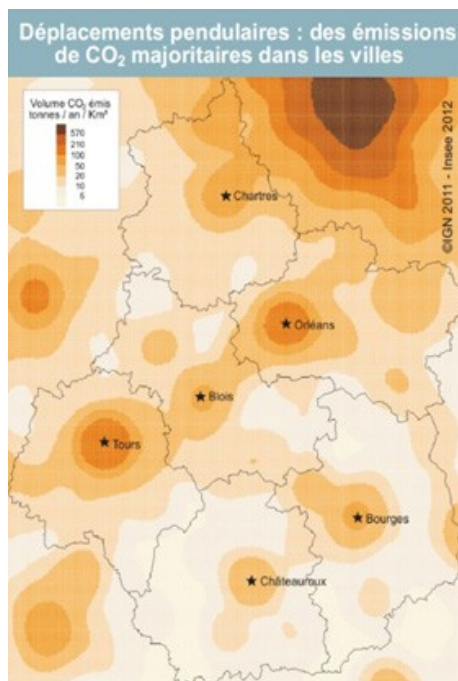 Déplacements pendulaires : des émissions
de CO₂ majoritaires dans les villes
Volume CO₂ émis
tonnes / an / Km²
570
210
100
50
20
10
5
©IGN 2011 - Insee 2012
Chartres
Orléans
Blois
Tours
Bourges
Châteauroux